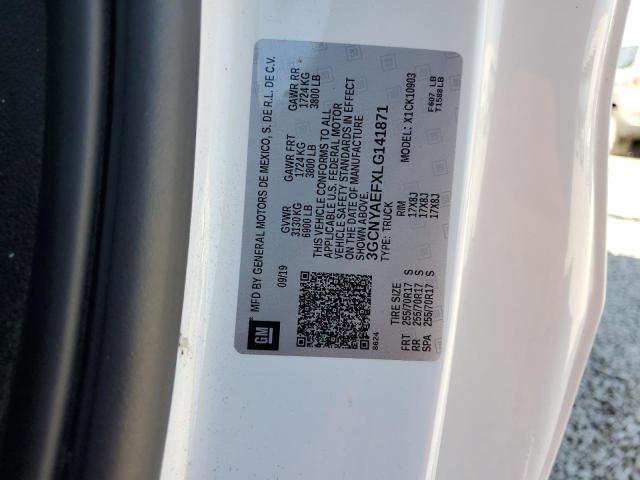 MFD BY GENERAL MOTORS DE MEXICO, S. DE R.L. DE C.V.
09/19
GVWR GAWR FRT GAWR RR
3130 KG 1724 KG 1724 KG
6900 LB 3800 LB 3800 LB
THIS VEHICLE CONFORMS TO ALL
APPLICABLE U.S. FEDERAL MOTOR
VEHICLE SAFETY STANDARDS IN EFFECT
ON THE DATE OF MANUFACTURE
SHOWN ABOVE.
3GCNYAEFXLG141871
TYPE: TRUCK MODEL: X1CK10903
GM
8624
TIRE SIZE RIM
FRT 255/70R17 S 17X8J
RR 255/70R17 S 17X8J
SPA 255/70R17 S 17X8J
F607 LB
T1588 LB